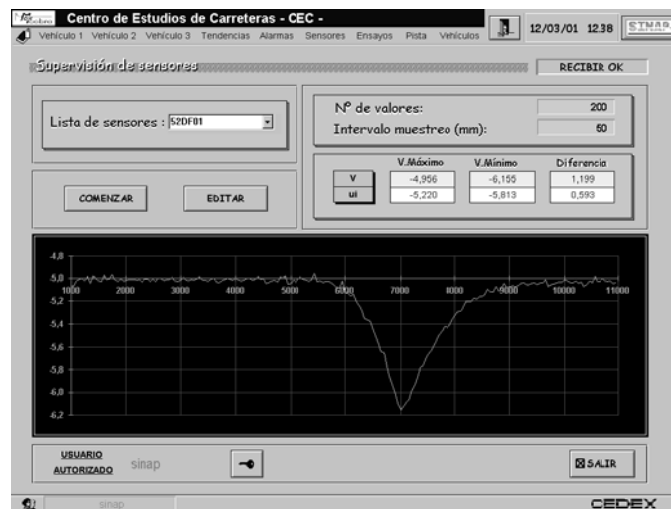 Centro de Estudios de Carreteras - CEC -
Vehículo 1 Vehículo 2 Vehículo 3 Tendencias Alarmas Sensores Ensayos Pista Vehículos
12/03/01 12:38
Supervisión de sensores
RECIBIR OK
Lista de sensores : 52DF01
COMENZAR EDITAR
Nº de valores: 200
Intervalo muestreo (mm): 60
V.Máximo V.Mínimo Diferencia
V -4,956 -6,155 1,199
ui -5,220 -5,813 0,593
-4,8
-5,0
1000 2000 3000 4000 5000 6000 7000 8000 9000 10000 11000
-5,2
-5,4
-5,6
-5,8
-6,0
-6,2
USUARIO
AUTORIZADO
sinap
SALIR
sinap
CEDEX